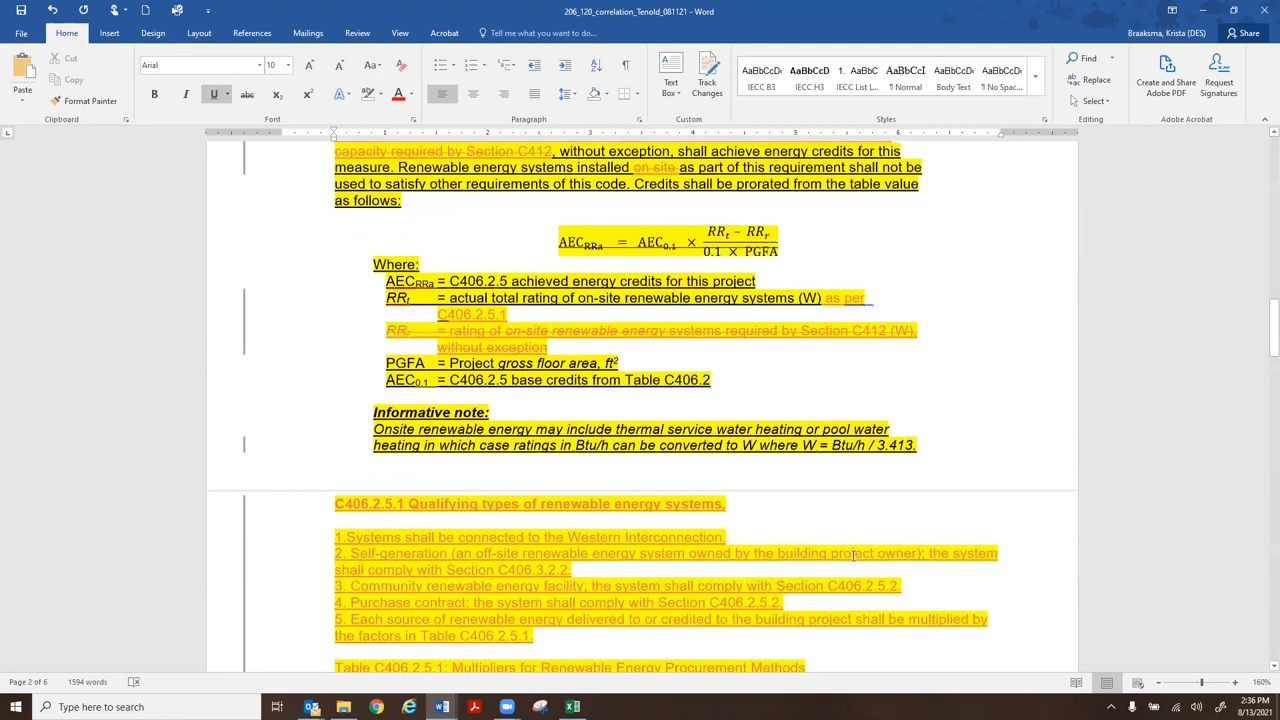 206_120_correlation_Tenold_081121 - Word
Braaksma, Krista (DES)
File Home Insert Design Layout References Mailings Review View Acrobat Tell me what you want to do... Share
Paste
Cut
Copy
Format Painter
Clipboard
Arial 10
Font
Paragraph
Text Box
Track Changes
Custom
AaBbCcDc AaBbCcD 1. AaBbC AaBbCcD AaBbCcDc AaBbCcDc
IECC B3 IECC H3 IECC List L... ¶ Normal Body Text ¶ No Spac...
Styles
Find
Replace
Select
Editing
Create and Share Adobe PDF
Request Signatures
Adobe Acrobat
capacity required by Section C412, without exception, shall achieve energy credits for this
measure. Renewable energy systems installed on site as part of this requirement shall not be
used to satisfy other requirements of this code. Credits shall be prorated from the table value
as follows:
AEC_RRa = AEC_0.1 × (RR_t − RR_r) / (0.1 × PGFA)
Where:
AEC_RRa = C406.2.5 achieved energy credits for this project
RR_t = actual total rating of on-site renewable energy systems (W) as per
C406.2.5.1
RR_r = rating of on-site renewable energy systems required by Section C412 (W),
without exception
PGFA = Project gross floor area, ft²
AEC_0.1 = C406.2.5 base credits from Table C406.2
Informative note:
Onsite renewable energy may include thermal service water heating or pool water
heating in which case ratings in Btu/h can be converted to W where W = Btu/h / 3.413.
C406.2.5.1 Qualifying types of renewable energy systems.
1.Systems shall be connected to the Western Interconnection.
2. Self-generation (an off-site renewable energy system owned by the building project owner); the system
shall comply with Section C406.3.2.2.
3. Community renewable energy facility; the system shall comply with Section C406.2.5.2.
4. Purchase contract: the system shall comply with Section C406.2.5.2.
5. Each source of renewable energy delivered to or credited to the building project shall be multiplied by
the factors in Table C406.2.5.1.
Table C406.2.5.1: Multipliers for Renewable Energy Procurement Methods
Page 2 of 6 1594 words 160%
Type here to search
2:36 PM
8/13/2021